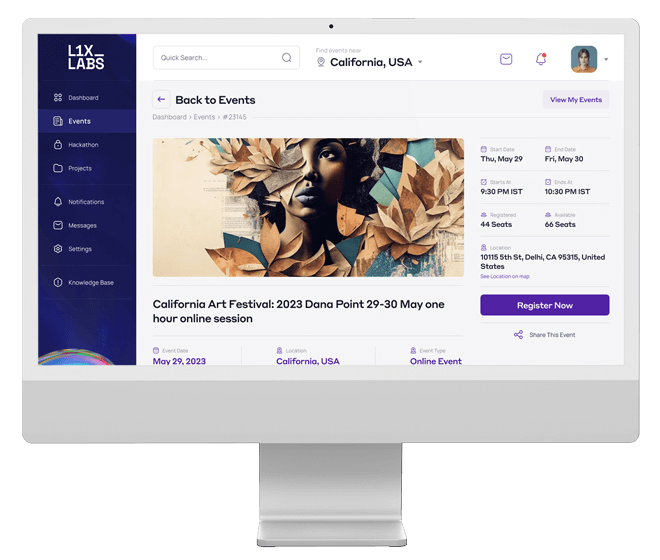 L1X_
LABS
Quick Search...
Find events near
California, USA
Dashboard
Events
Hackathon
Projects
Notifications
Messages
Settings
Knowledge Base
Back to Events
View My Events
Dashboard › Events › #23145
Start Date
Thu, May 29
End Date
Fri, May 30
Starts At
9:30 PM IST
Ends At
10:30 PM IST
Registered
44 Seats
Available
66 Seats
Location
10115 5th St, Delhi, CA 95315, United
States
See Location on map
Register Now
Share This Event
California Art Festival: 2023 Dana Point 29-30 May one
hour online session
Event Date
May 29, 2023
Location
California, USA
Event Type
Online Event